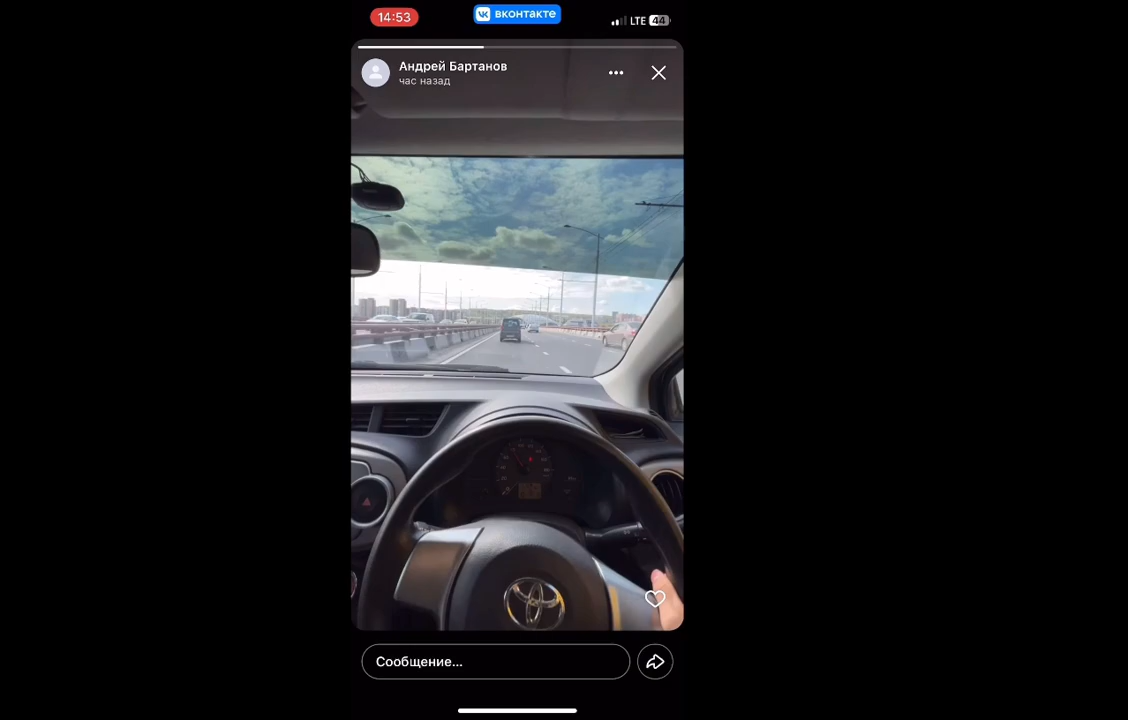 14:53
вконтакте
LTE 44
Андрей Бартанов
час назад
Сообщение...